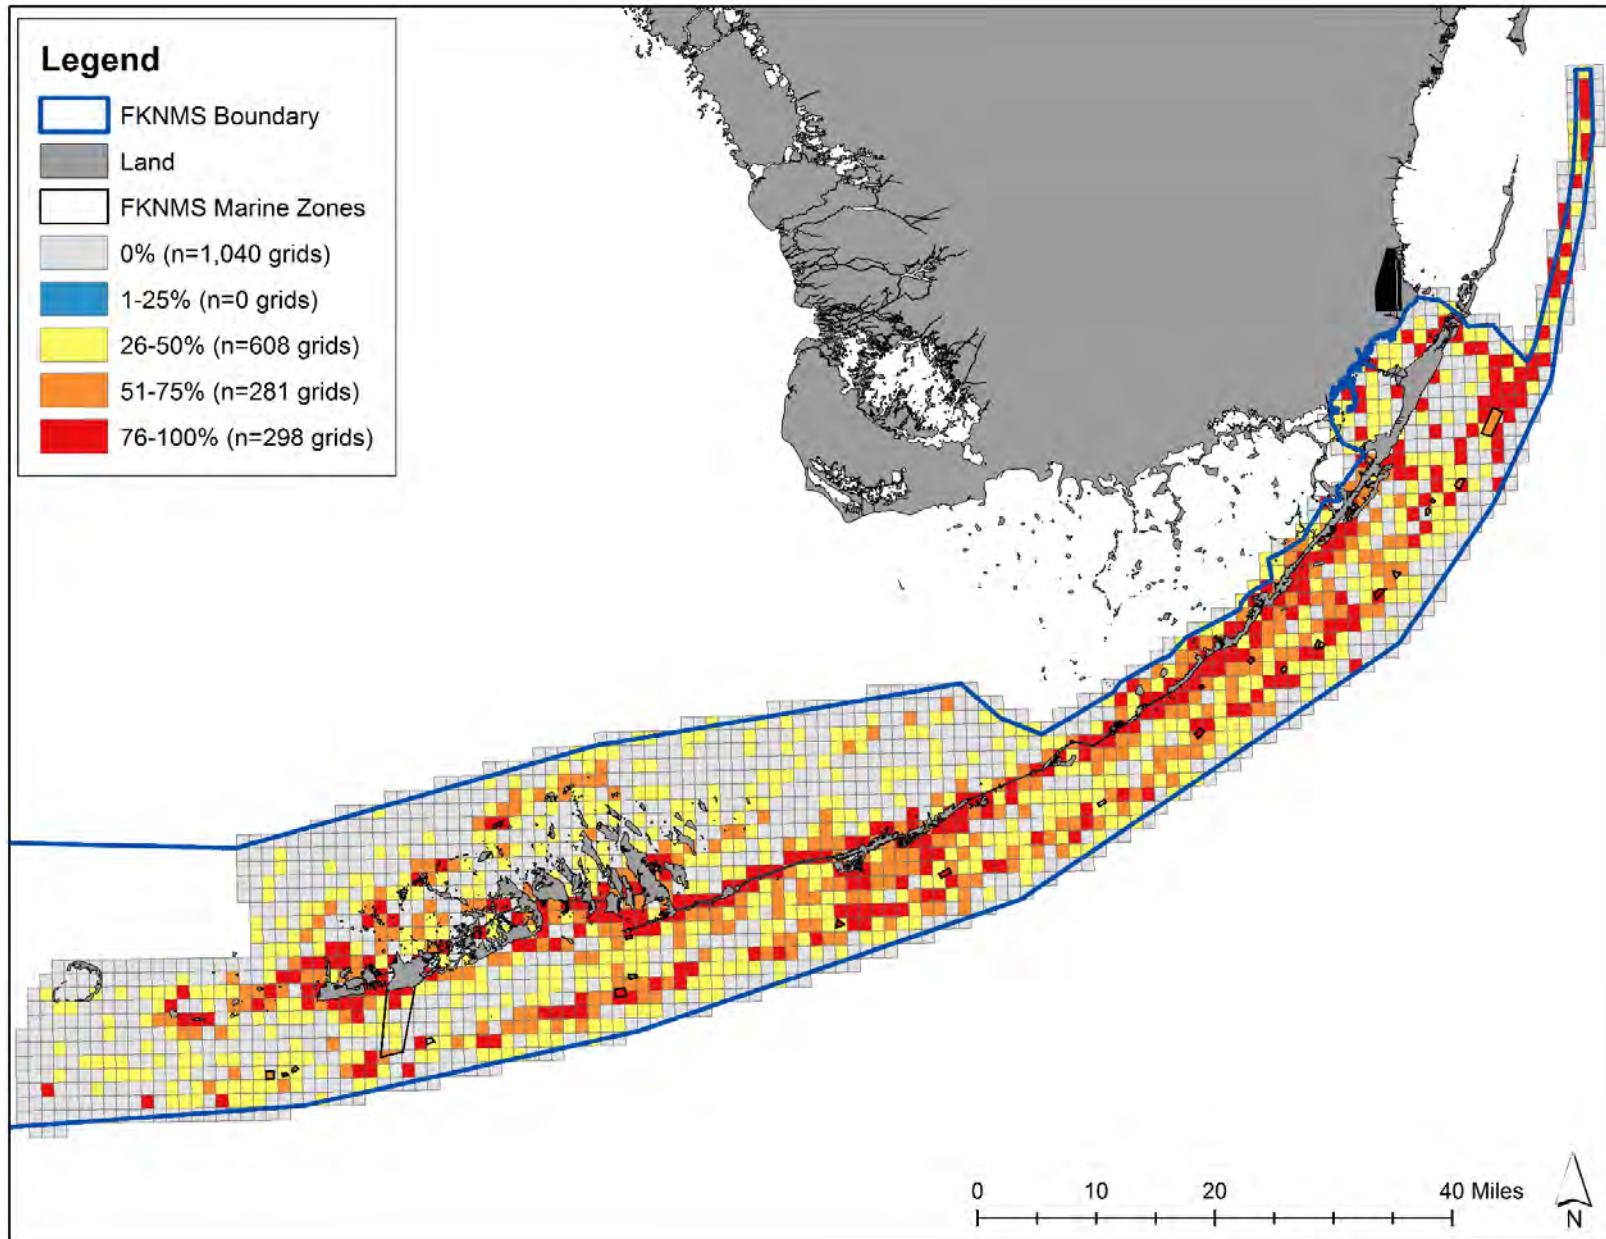 Legend
FKNMS Boundary
Land
FKNMS Marine Zones
0% (n=1,040 grids)
1-25% (n=0 grids)
26-50% (n=608 grids)
51-75% (n=281 grids)
76-100% (n=298 grids)
0 10 20 40 Miles
N